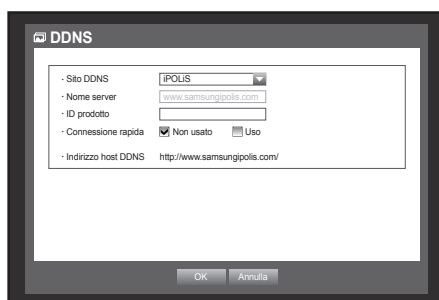 DDNS
· Sito DDNS iPOLiS
· Nome server www.samsungipolis.com
· ID prodotto
· Connessione rapida Non usato Uso
· Indirizzo host DDNS http://www.samsungipolis.com/
OK Annulla